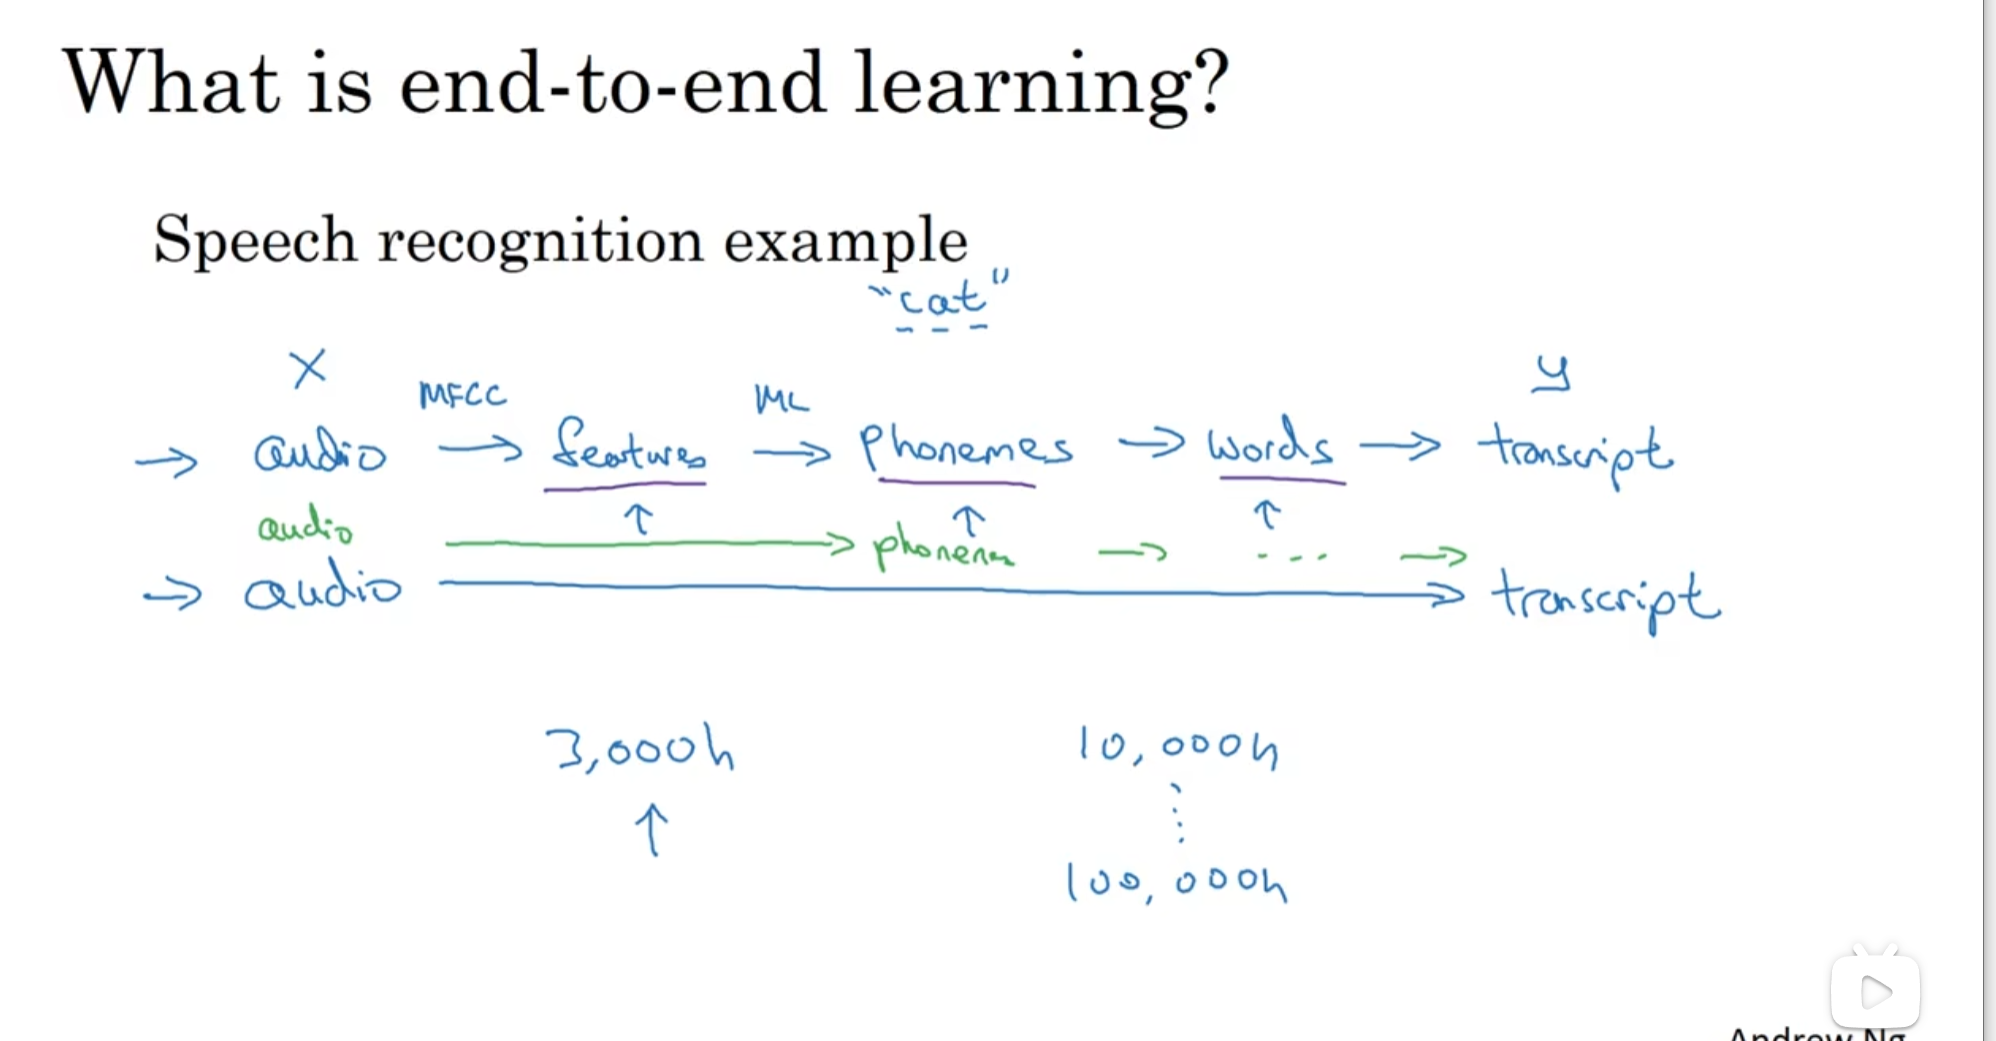 What is end-to-end learning?
Speech recognition example
"cat"
X MFCC ML y
→ audio → features → phonemes → words → transcript
audio → phonemes → ... →
→ audio → transcript
3,000h 10,000h
↑ ⋮
100,000h
Andrew Ng